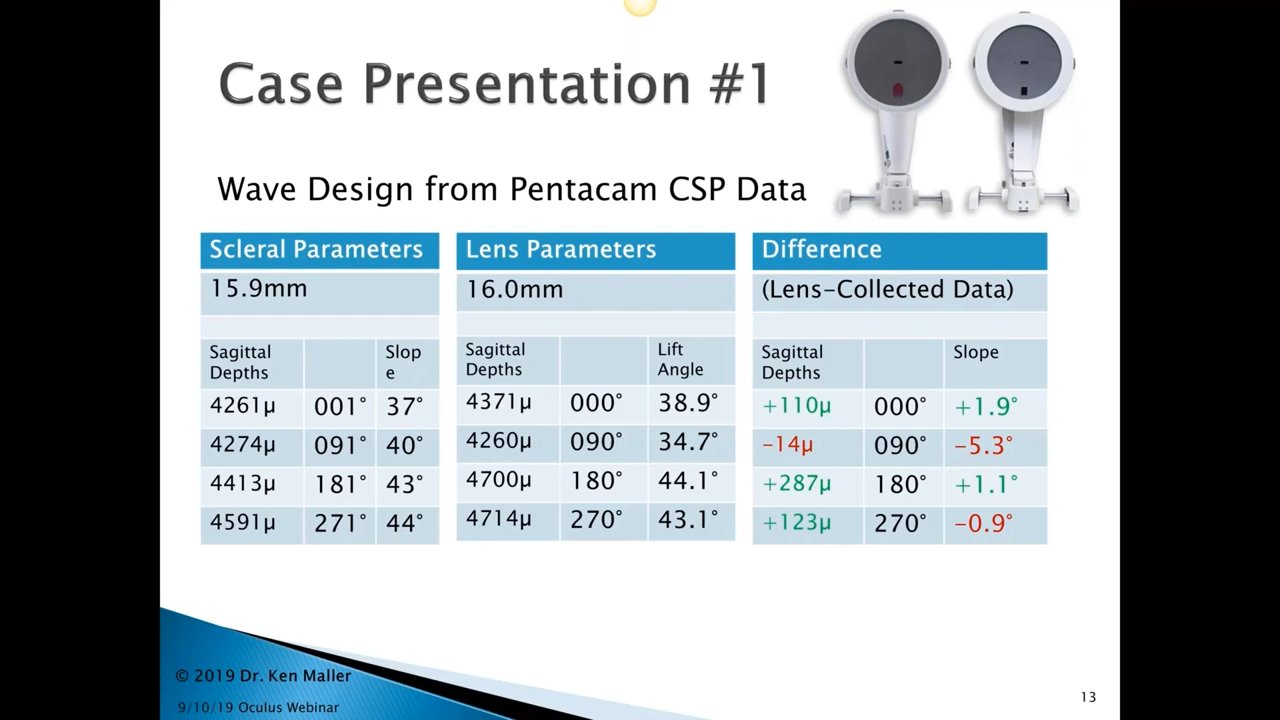 Case Presentation #1
Wave Design from Pentacam CSP Data
Scleral Parameters
15.9mm
Sagittal Depths Slop e
4261µ 001° 37°
4274µ 091° 40°
4413µ 181° 43°
4591µ 271° 44°
Lens Parameters
16.0mm
Sagittal Depths Lift Angle
4371µ 000° 38.9°
4260µ 090° 34.7°
4700µ 180° 44.1°
4714µ 270° 43.1°
Difference
(Lens-Collected Data)
Sagittal Depths Slope
+110µ 000° +1.9°
-14µ 090° -5.3°
+287µ 180° +1.1°
+123µ 270° -0.9°
© 2019 Dr. Ken Maller
9/10/19 Oculus Webinar
13